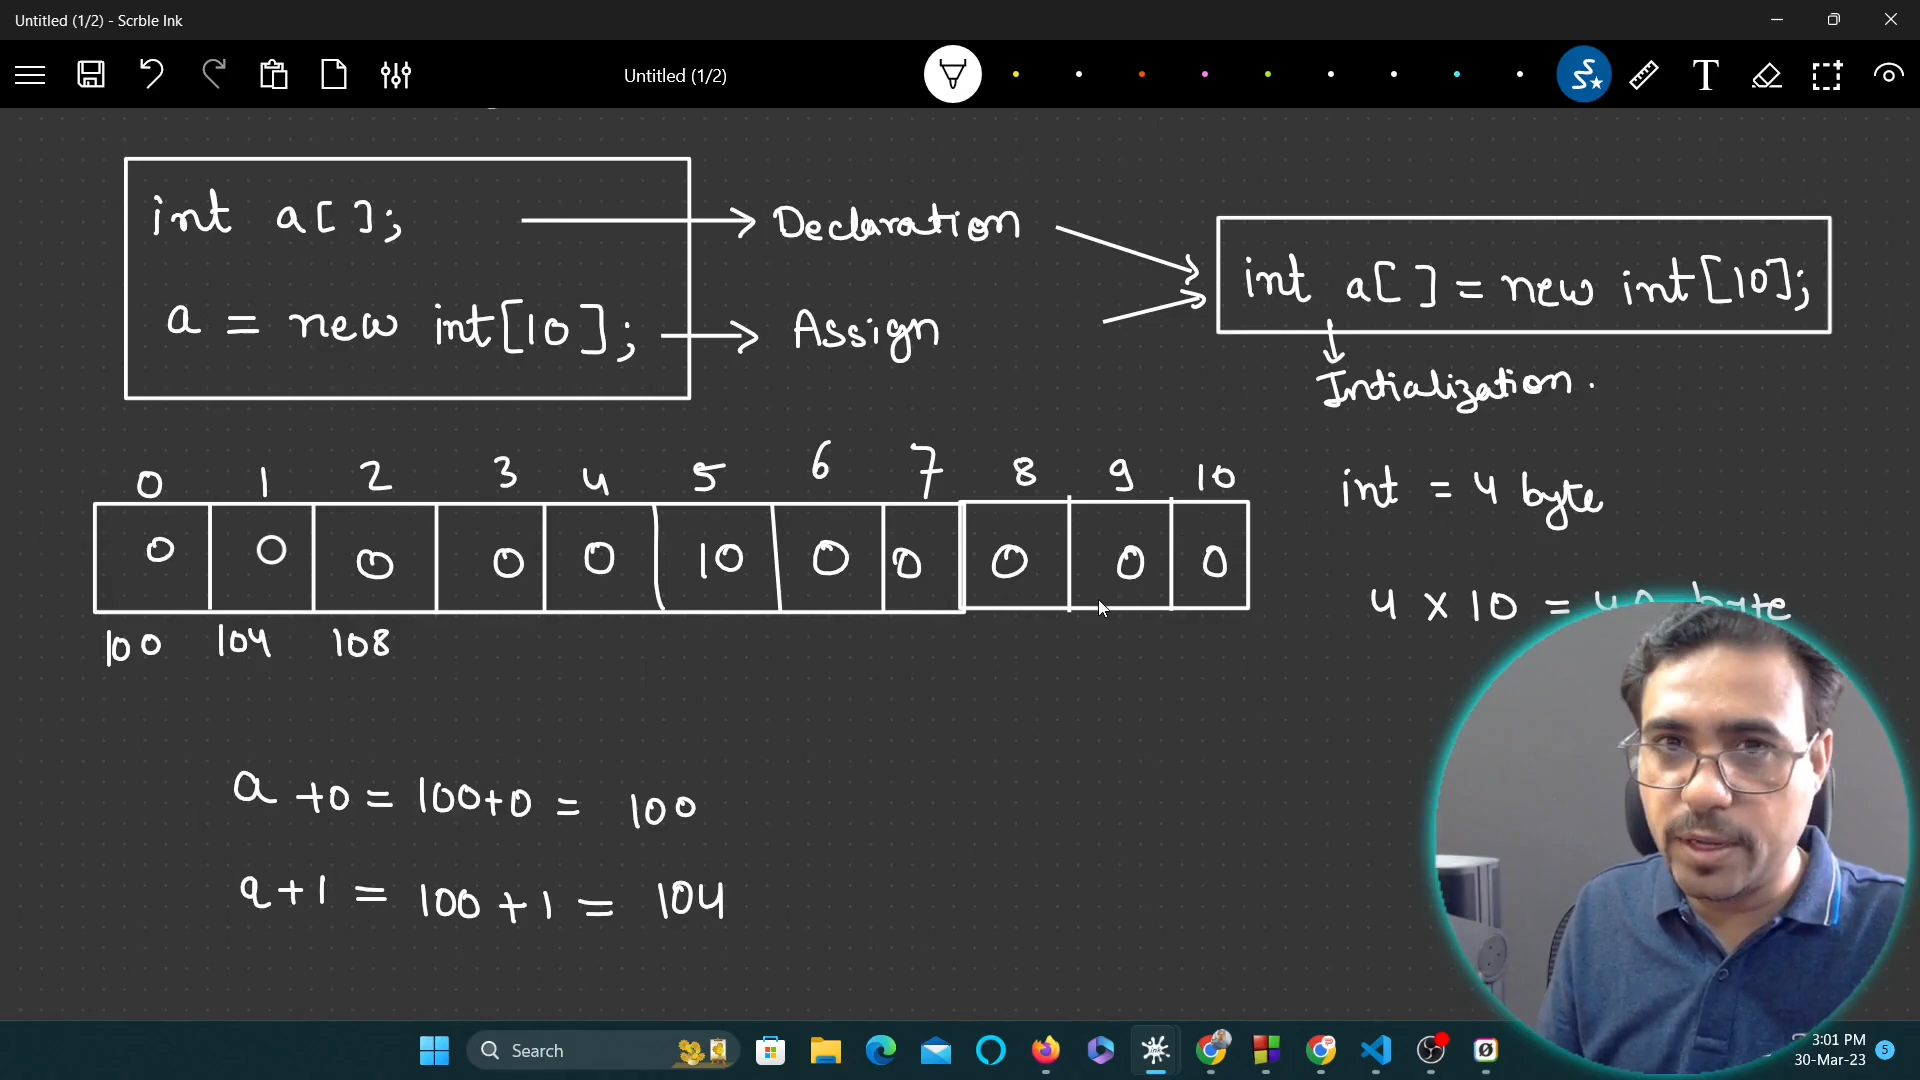 Untitled (1/2) - Scrble Ink
Untitled (1/2)
T
int a[];
Declaration
a = new int[10];
Assign
int a[] = new int[10];
Intialization.
0 1 2 3 4 5 6 7 8 9 10
0 0 0 0 0 10 0 0 0 0 0
100 104 108
int = 4 byte
4 x 10 = 40 byte
a +0 = 100+0 = 100
a+1 = 100 + 1 = 104
Search
3:01 PM
30-Mar-23
5